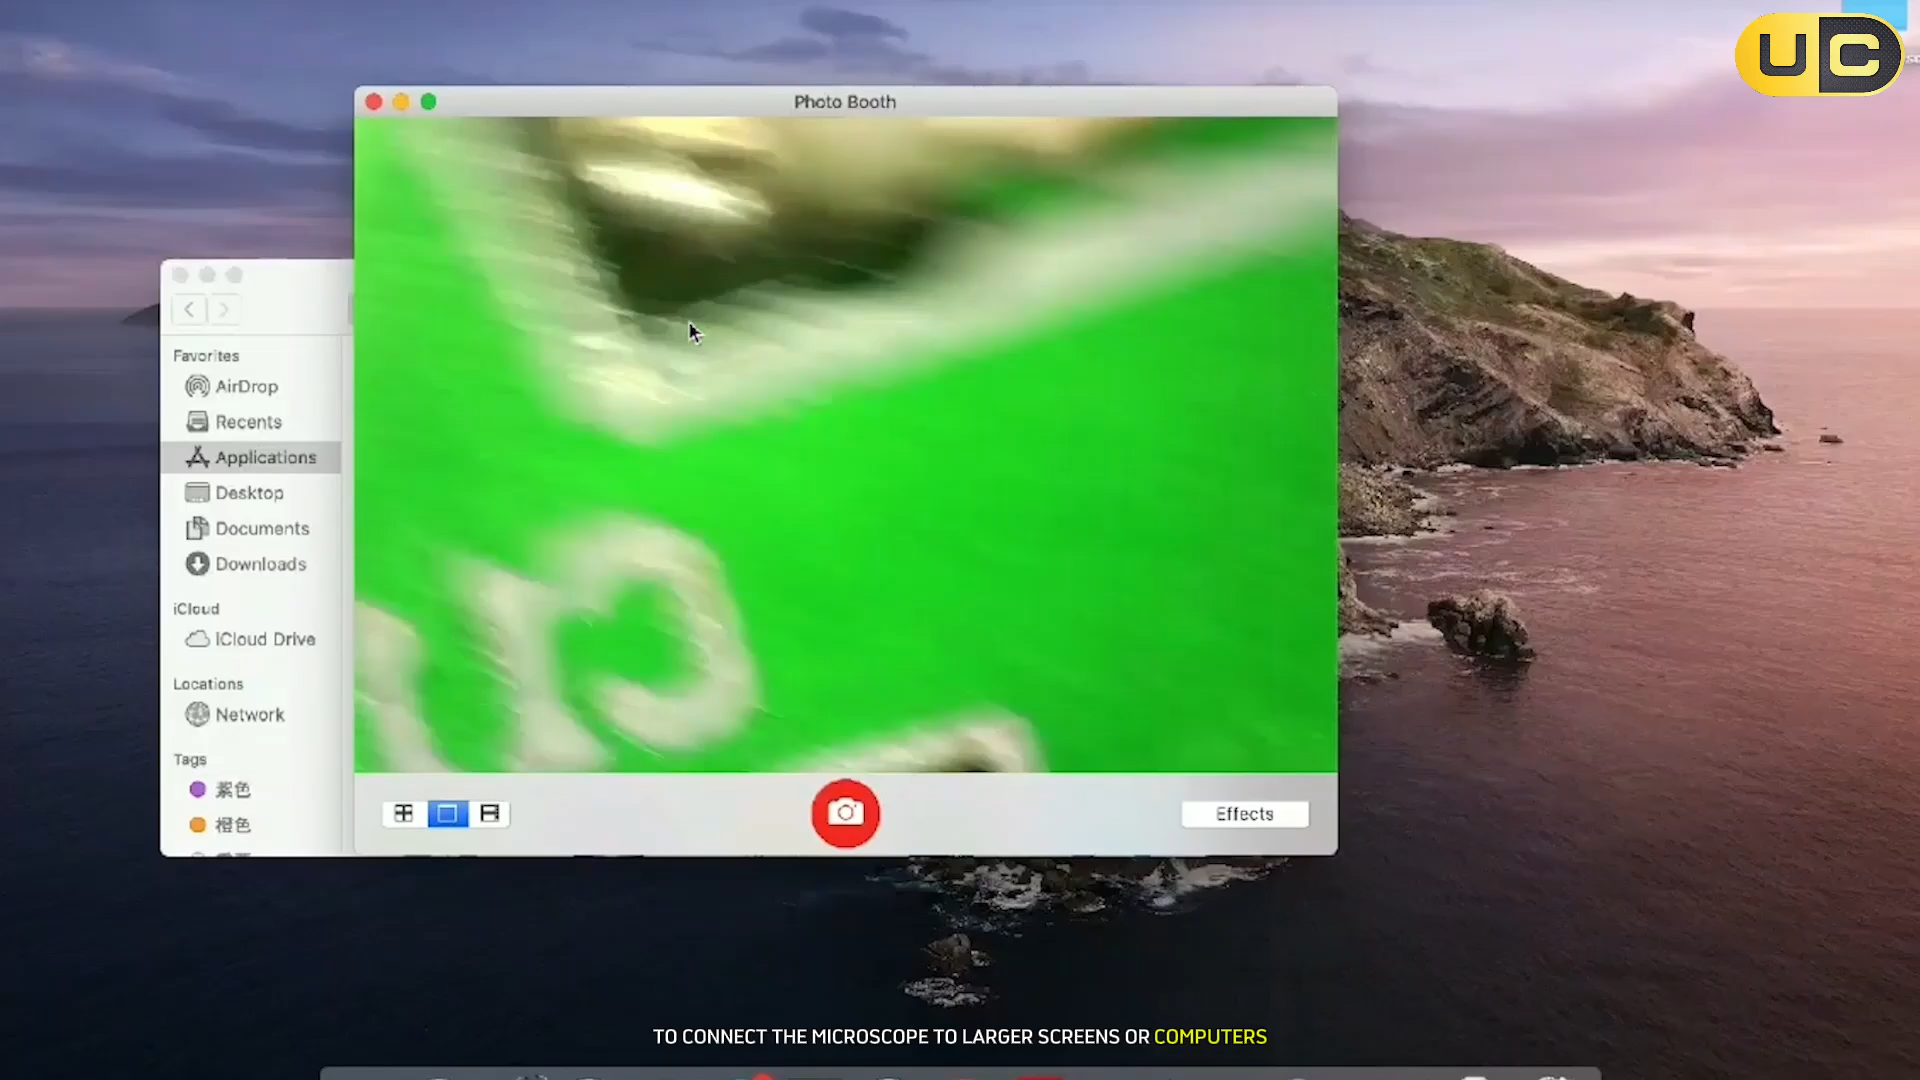 UC
Photo Booth
Favorites
AirDrop
Recents
Applications
Desktop
Documents
Downloads
iCloud
iCloud Drive
Locations
Network
Tags
紫色
橙色
Effects
TO CONNECT THE MICROSCOPE TO LARGER SCREENS OR COMPUTERS